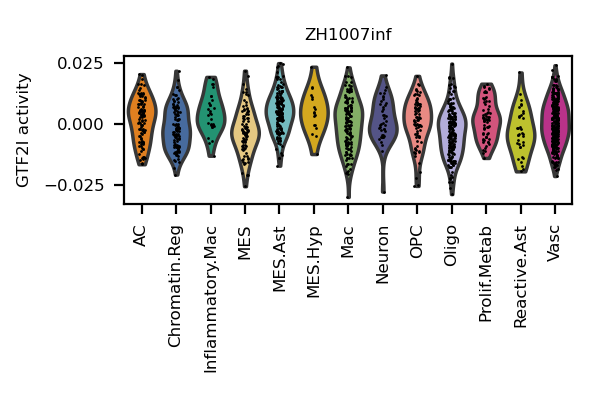 ZH1007inf
GTF2I activity
0.025
0.000
−0.025
AC
Chromatin.Reg
Inflammatory.Mac
MES
MES.Ast
MES.Hyp
Mac
Neuron
OPC
Oligo
Prolif.Metab
Reactive.Ast
Vasc